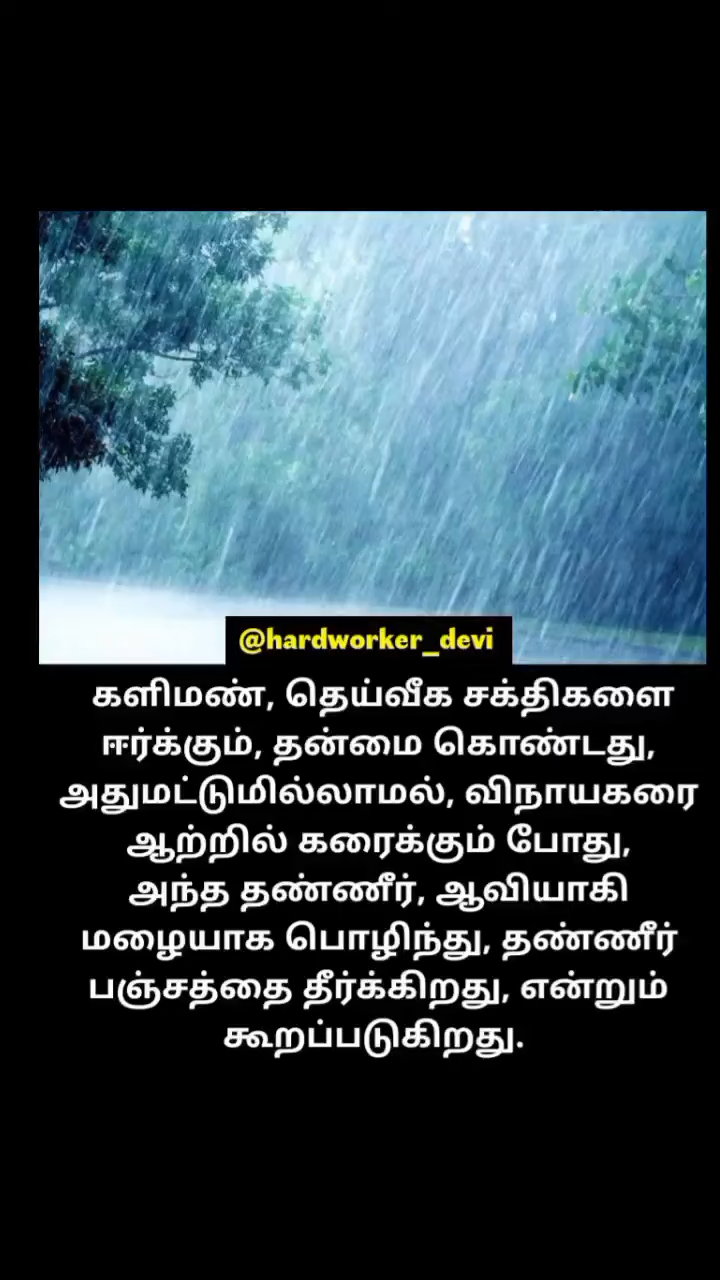 @hardworker_devi
களிமண், தெய்வீக சக்திகளை
ஈர்க்கும், தன்மை கொண்டது,
அதுமட்டுமில்லாமல், விநாயகரை
ஆற்றில் கரைக்கும் போது,
அந்த தண்ணீர், ஆவியாகி
மழையாக பொழிந்து, தண்ணீர்
பஞ்சத்தை தீர்க்கிறது, என்றும்
கூறப்படுகிறது.